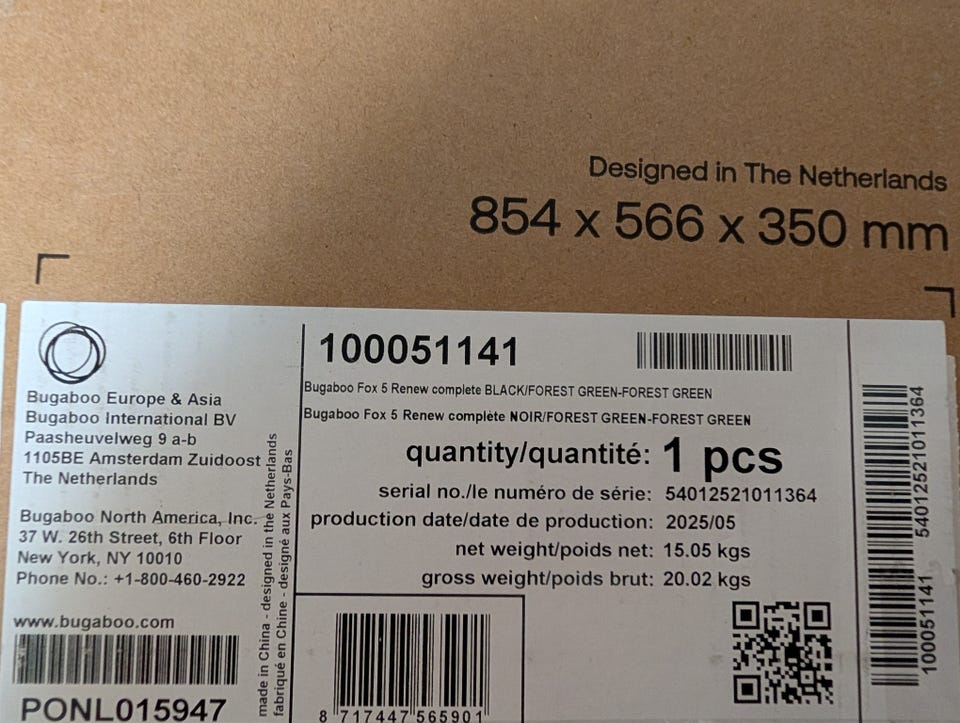 Designed in The Netherlands
854 x 566 x 350 mm
Bugaboo Europe & Asia
Bugaboo International BV
Paasheuvelweg 9 a-b
1105BE Amsterdam Zuidoost
The Netherlands
Bugaboo North America, Inc.
37 W. 26th Street, 6th Floor
New York, NY 10010
Phone No.: +1-800-460-2922
www.bugaboo.com
PONL015947
made in China - designed in the Netherlands
fabriqué en Chine - designé aux Pays-Bas
100051141
Bugaboo Fox 5 Renew complete BLACK/FOREST GREEN-FOREST GREEN
Bugaboo Fox 5 Renew complète NOIR/FOREST GREEN-FOREST GREEN
quantity/quantité: 1 pcs
serial no./le numéro de série: 54012521011364
production date/date de production: 2025/05
net weight/poids net: 15.05 kgs
gross weight/poids brut: 20.02 kgs
8 717447 565901
100051141 54012521011364